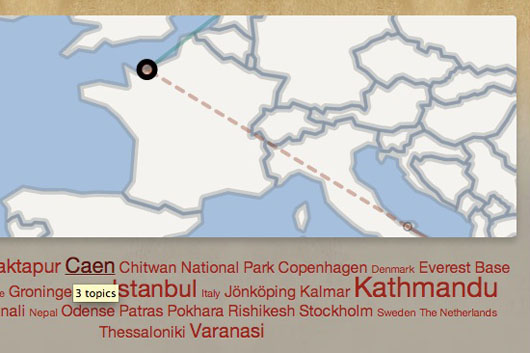 aktapur Caen Chitwan National Park Copenhagen Denmark Everest Base
e Groninge 3 topics Istanbul Italy Jönköping Kalmar Kathmandu
nali Nepal Odense Patras Pokhara Rishikesh Stockholm Sweden The Netherlands
Thessaloniki Varanasi